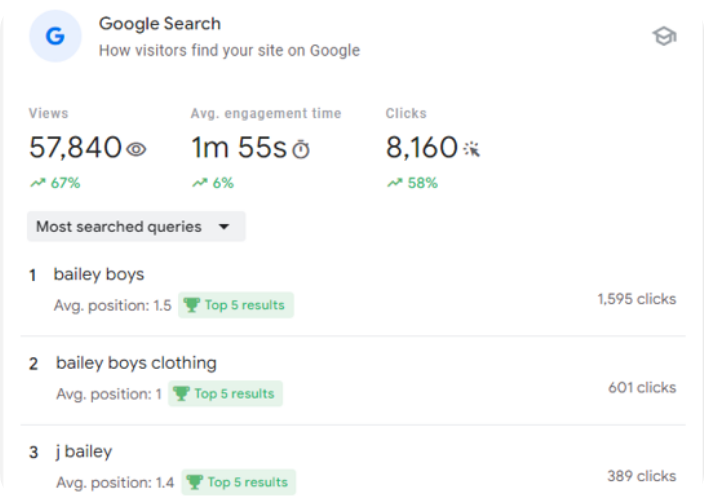 G
Google Search
How visitors find your site on Google
Views
57,840
67%
Avg. engagement time
1m 55s
6%
Clicks
8,160
58%
Most searched queries
1 bailey boys
Avg. position: 1.5 Top 5 results
1,595 clicks
2 bailey boys clothing
Avg. position: 1 Top 5 results
601 clicks
3 j bailey
Avg. position: 1.4 Top 5 results
389 clicks